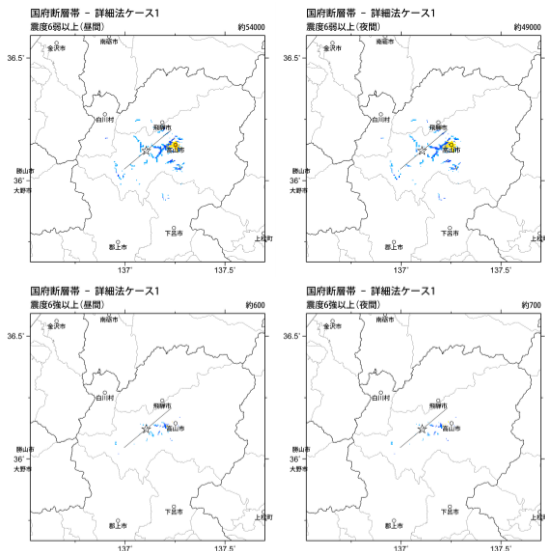 国府断層帯 – 詳細法ケース1
震度6弱以上(昼間) 約54000
南砺市
金沢市
36.5˚
白川村
飛騨市
高山市
勝山市
36˚
大野市
下呂市
郡上市
上松町
137˚ 137.5˚
国府断層帯 – 詳細法ケース1
震度6弱以上(夜間) 約49000
南砺市
金沢市
36.5˚
白川村
飛騨市
高山市
勝山市
36˚
大野市
下呂市
郡上市
上松町
137˚ 137.5˚
国府断層帯 – 詳細法ケース1
震度6強以上(昼間) 約600
南砺市
金沢市
36.5˚
白川村
飛騨市
高山市
勝山市
36˚
大野市
下呂市
郡上市
上松町
137˚ 137.5˚
国府断層帯 – 詳細法ケース1
震度6強以上(夜間) 約700
南砺市
金沢市
36.5˚
白川村
飛騨市
高山市
勝山市
36˚
大野市
下呂市
郡上市
上松町
137˚ 137.5˚